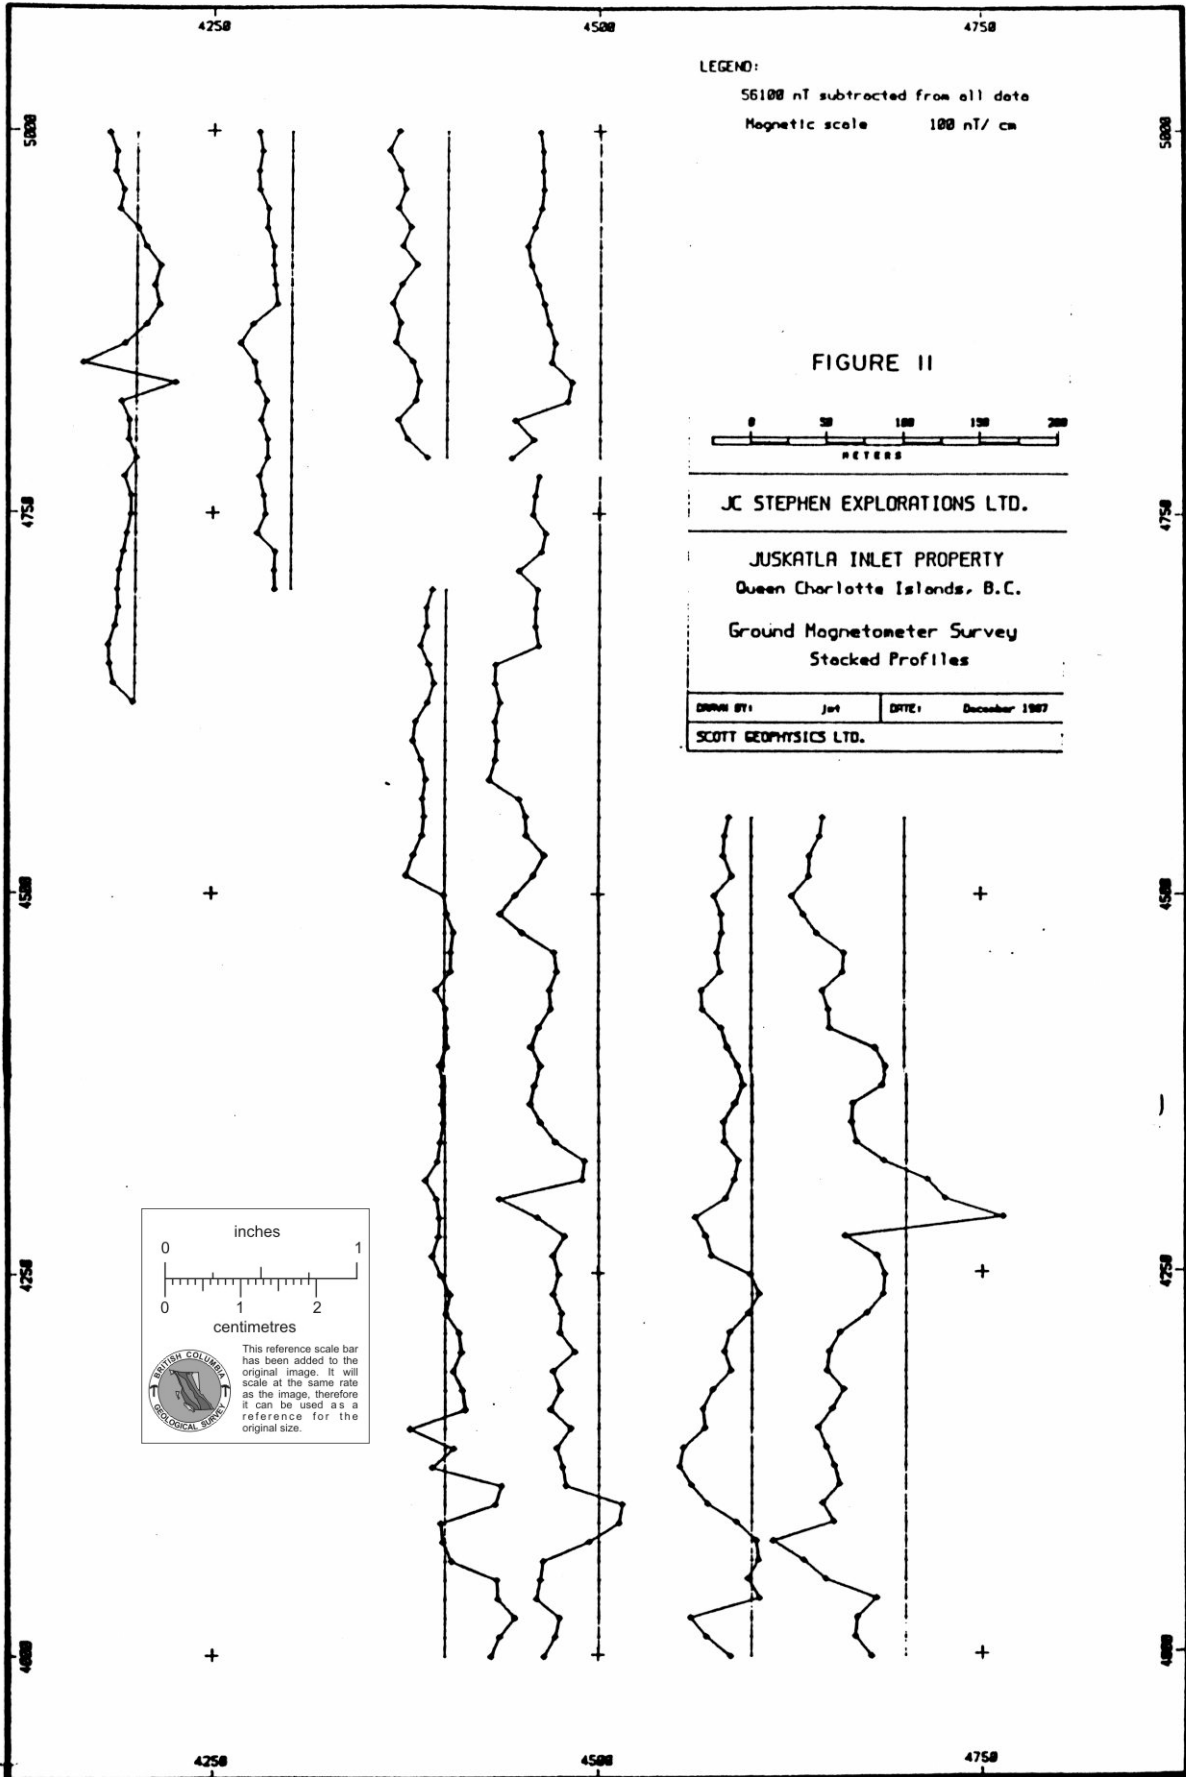 4250 4500 4750
LEGEND:
56100 nT subtracted from all data
Magnetic scale 100 nT/ cm
5000 5000
FIGURE II
0 50 100 150 200
METERS
JC STEPHEN EXPLORATIONS LTD.
4750 4750
JUSKATLA INLET PROPERTY
Queen Charlotte Islands, B.C.
Ground Magnetometer Survey
Stacked Profiles
DRAWN BY: jwt DATE: December 1987
SCOTT GEOPHYSICS LTD.
4500 4500
inches
0 1
0 1 2
centimetres
This reference scale bar
has been added to the
original image. It will
scale at the same rate
as the image, therefore
it can be used as a
reference for the
original size.
BRITISH COLUMBIA
GEOLOGICAL SURVEY
4250 4250
4000 4000
4250 4500 4750